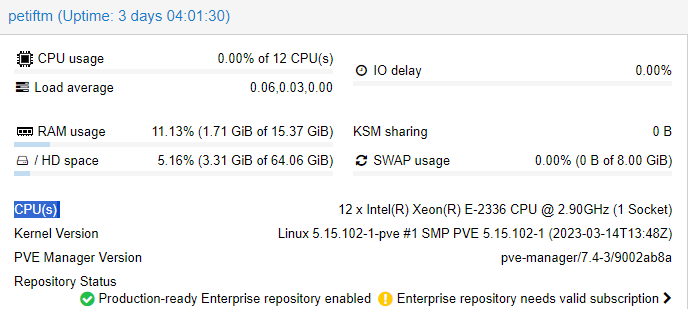 petiftm (Uptime: 3 days 04:01:30)
CPU usage 0.00% of 12 CPU(s)
IO delay 0.00%
Load average 0.06,0.03,0.00
RAM usage 11.13% (1.71 GiB of 15.37 GiB)
KSM sharing 0 B
/ HD space 5.16% (3.31 GiB of 64.06 GiB)
SWAP usage 0.00% (0 B of 8.00 GiB)
CPU(s) 12 x Intel(R) Xeon(R) E-2336 CPU @ 2.90GHz (1 Socket)
Kernel Version Linux 5.15.102-1-pve #1 SMP PVE 5.15.102-1 (2023-03-14T13:48Z)
PVE Manager Version pve-manager/7.4-3/9002ab8a
Repository Status
Production-ready Enterprise repository enabled Enterprise repository needs valid subscription